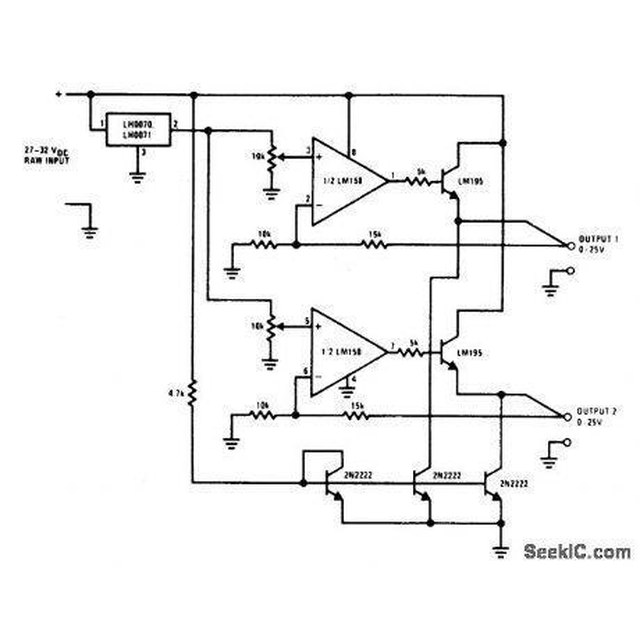 +
1
LH0070,
LH0071
2
3
27-32 VDC
RAW INPUT
10k
3
+
8
1/2 LM158
1
5k
LM195
2
−
10k
15k
OUTPUT 1
0-25V
10k
5
+
1/2 LM158
7
5k
LM195
6
−
4
4.7k
10k
15k
OUTPUT 2
0-25V
2N2222
2N2222
2N2222
SeekIC.com